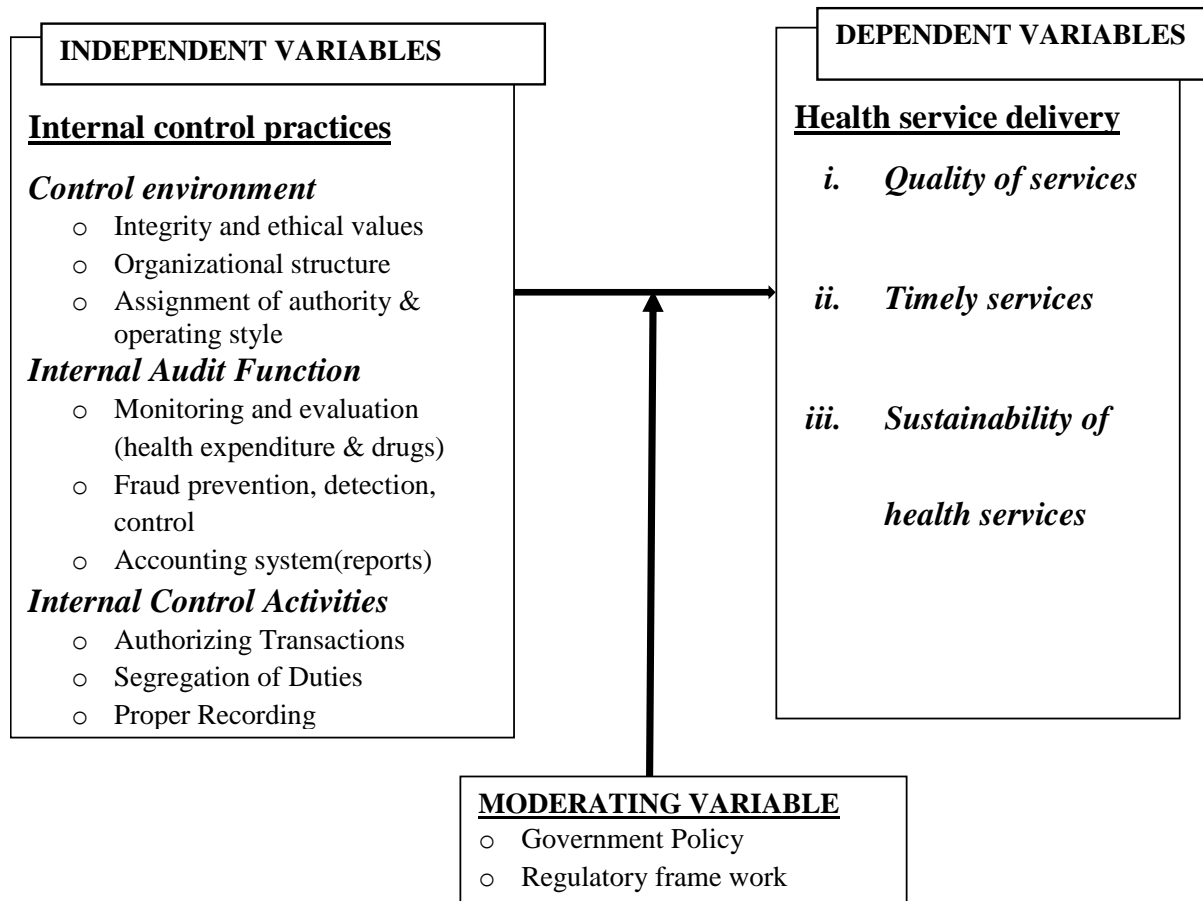 INDEPENDENT VARIABLES
Internal control practices
Control environment
o Integrity and ethical values
o Organizational structure
o Assignment of authority &
operating style
Internal Audit Function
o Monitoring and evaluation
(health expenditure & drugs)
o Fraud prevention, detection,
control
o Accounting system(reports)
Internal Control Activities
o Authorizing Transactions
o Segregation of Duties
o Proper Recording
DEPENDENT VARIABLES
Health service delivery
i. Quality of services
ii. Timely services
iii. Sustainability of
health services
MODERATING VARIABLE
o Government Policy
o Regulatory frame work